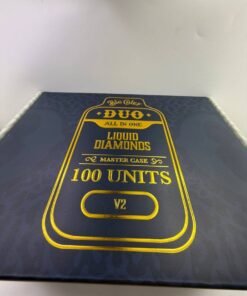 DUO
ALL IN ONE
LIQUID
DIAMONDS
MASTER CASE
100 UNITS
V2